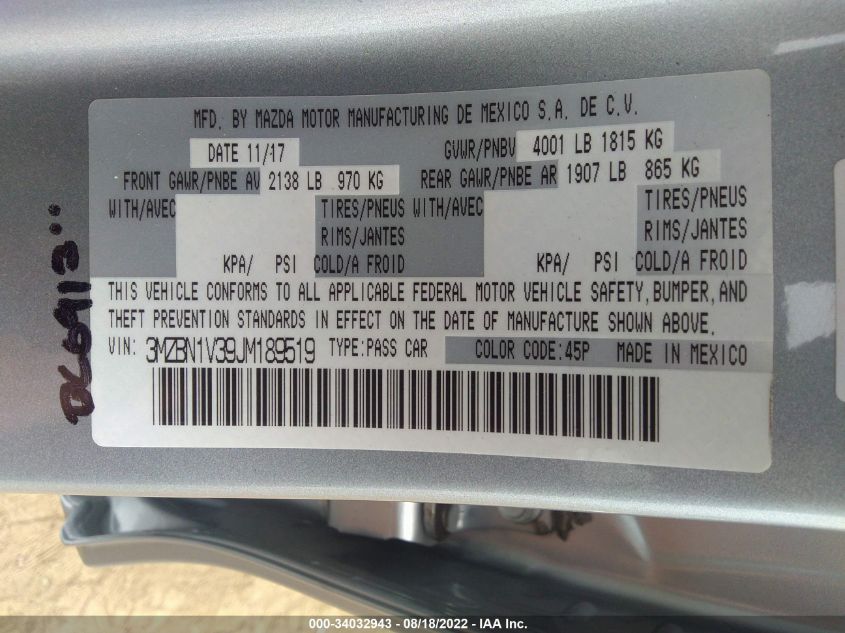 MFD. BY MAZDA MOTOR MANUFACTURING DE MEXICO S.A. DE C.V.
DATE 11/17 GVWR/PNBV 4001 LB 1815 KG
FRONT GAWR/PNBE AV 2138 LB 970 KG REAR GAWR/PNBE AR 1907 LB 865 KG
WITH/AVEC TIRES/PNEUS WITH/AVEC TIRES/PNEUS
RIMS/JANTES RIMS/JANTES
KPA/ PSI COLD/A FROID KPA/ PSI COLD/A FROID
THIS VEHICLE CONFORMS TO ALL APPLICABLE FEDERAL MOTOR VEHICLE SAFETY, BUMPER, AND
THEFT PREVENTION STANDARDS IN EFFECT ON THE DATE OF MANUFACTURE SHOWN ABOVE.
VIN: 3MZBN1V39JM189519 TYPE:PASS CAR COLOR CODE:45P MADE IN MEXICO
000-34032943 - 08/18/2022 - IAA Inc.